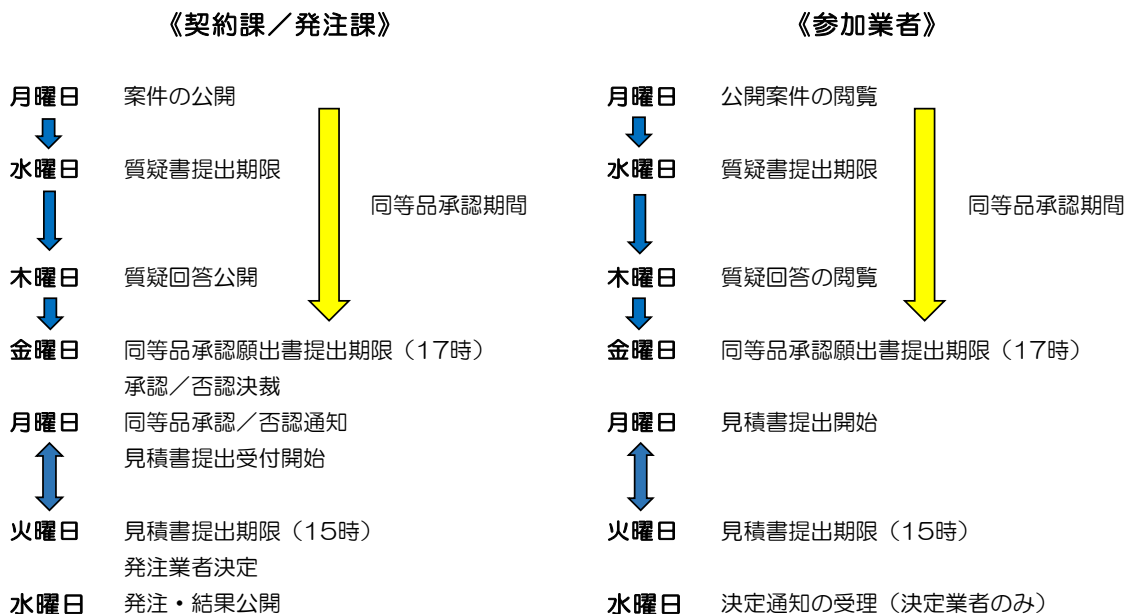 《契約課／発注課》
月曜日 案件の公開
水曜日 質疑書提出期限
同等品承認期間
木曜日 質疑回答公開
金曜日 同等品承認願出書提出期限（17時）
承認／否認決裁
月曜日 同等品承認／否認通知
見積書提出受付開始
火曜日 見積書提出期限（15時）
発注業者決定
水曜日 発注・結果公開
《参加業者》
月曜日 公開案件の閲覧
水曜日 質疑書提出期限
同等品承認期間
木曜日 質疑回答の閲覧
金曜日 同等品承認願出書提出期限（17時）
月曜日 見積書提出開始
火曜日 見積書提出期限（15時）
水曜日 決定通知の受理（決定業者のみ）